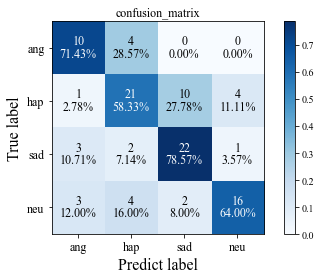 confusion_matrix
ang 10 4 0 0
71.43% 28.57% 0.00% 0.00%
hap 1 21 10 4
2.78% 58.33% 27.78% 11.11%
sad 3 2 22 1
10.71% 7.14% 78.57% 3.57%
neu 3 4 2 16
12.00% 16.00% 8.00% 64.00%
ang hap sad neu
Predict label
True label
0.7
0.6
0.5
0.4
0.3
0.2
0.1
0.0